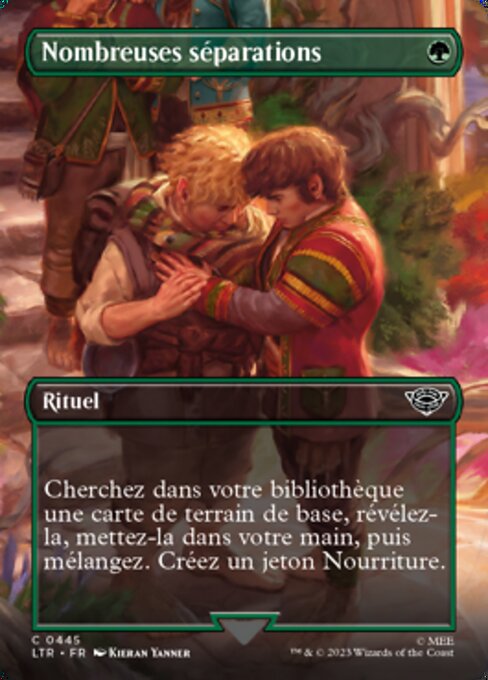 Nombreuses séparations
Rituel
Cherchez dans votre bibliothèque
une carte de terrain de base, révélez-
la, mettez-la dans votre main, puis
mélangez. Créez un jeton Nourriture.
C 0445
LTR • FR Kieran Yanner
© MEE
™ & © 2023 Wizards of the Coast